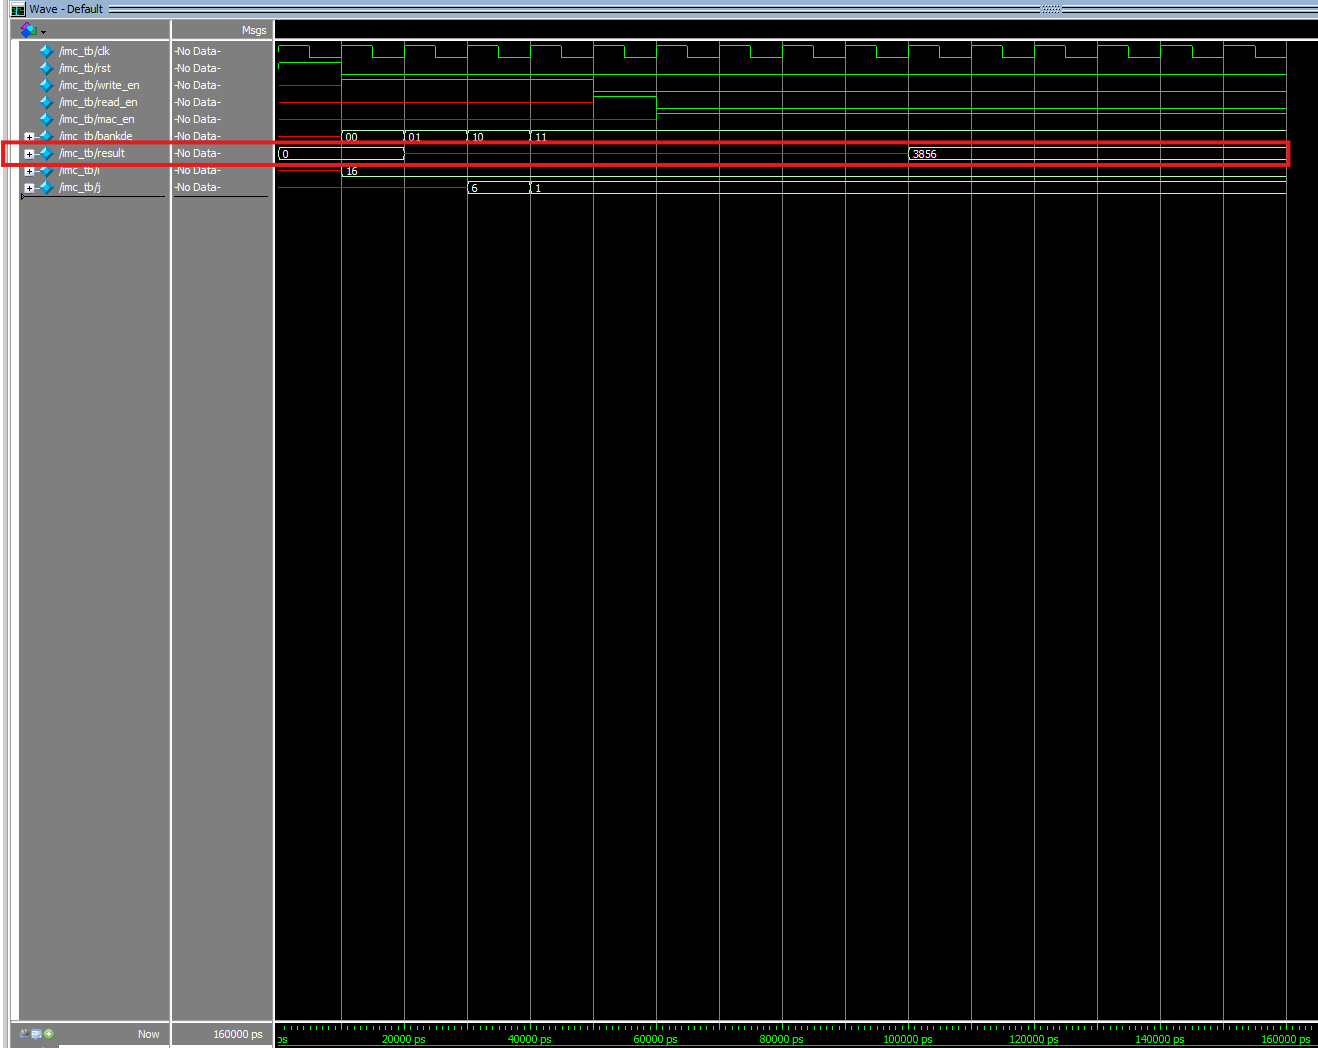 Wave - Default
Msgs
/imc_tb/clk -No Data-
/imc_tb/rst -No Data-
/imc_tb/write_en -No Data-
/imc_tb/read_en -No Data-
/imc_tb/mac_en -No Data-
/imc_tb/bankde -No Data- 00 01 10 11
/imc_tb/result -No Data- 0 3856
/imc_tb/i -No Data- 16
/imc_tb/j -No Data- 6 1
Now 160000 ps
ps 20000 ps 40000 ps 60000 ps 80000 ps 100000 ps 120000 ps 140000 ps 160000 ps